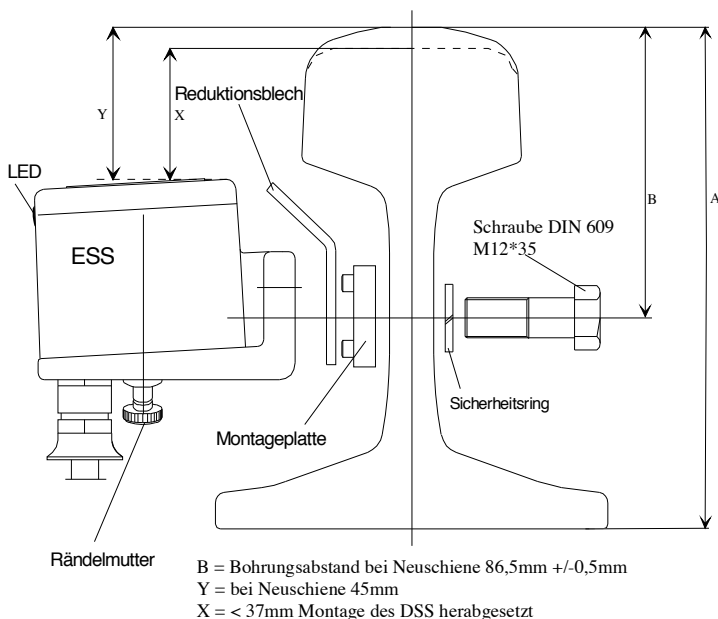 Reduktionsblech
Y
X
LED
B
A
Schraube DIN 609
M12*35
ESS
Sicherheitsring
Montageplatte
Rändelmutter
B = Bohrungsabstand bei Neuschiene 86,5mm +/-0,5mm
Y = bei Neuschiene 45mm
X = < 37mm Montage des DSS herabgesetzt